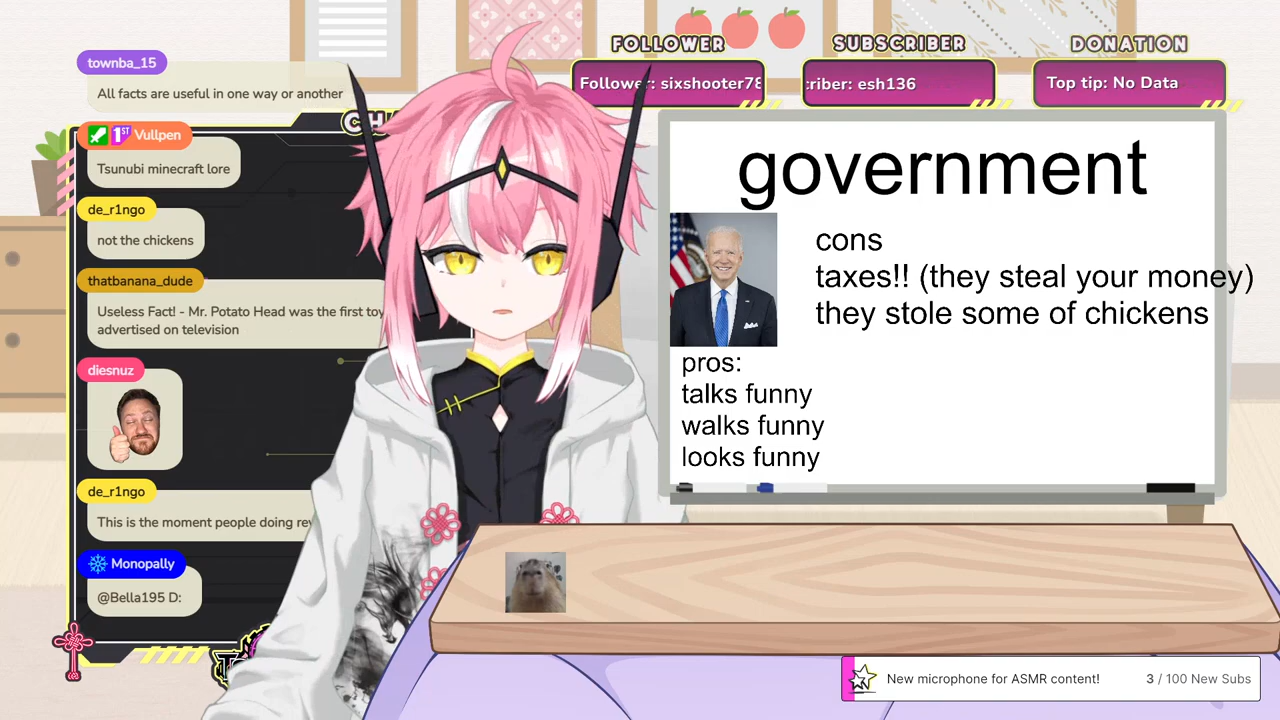 FOLLOWER
SUBSCRIBER
DONATION
Follower: sixshooter78
criber: esh136
Top tip: No Data
townba_15
All facts are useful in one way or another
CH
1ST Vullpen
Tsunubi minecraft lore
de_r1ngo
not the chickens
thatbanana_dude
Useless Fact! - Mr. Potato Head was the first toy
advertised on television
diesnuz
de_r1ngo
This is the moment people doing
Monopally
@Bella195 D:
government
cons
taxes!! (they steal your money)
they stole some of chickens
pros:
talks funny
walks funny
looks funny
New microphone for ASMR content! 3 / 100 New Subs